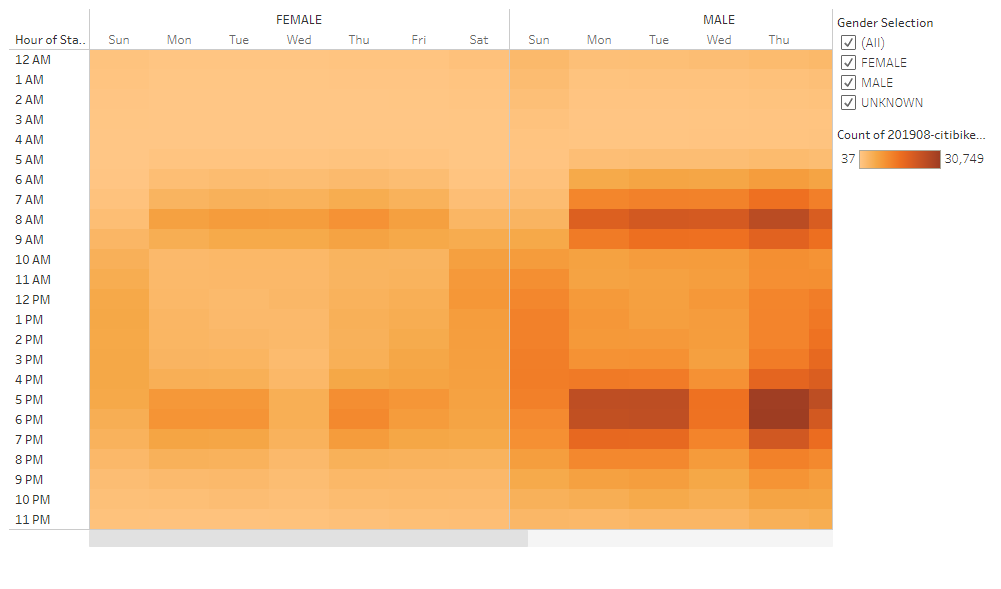 FEMALE MALE
Hour of Sta.. Sun Mon Tue Wed Thu Fri Sat Sun Mon Tue Wed Thu
12 AM
1 AM
2 AM
3 AM
4 AM
5 AM
6 AM
7 AM
8 AM
9 AM
10 AM
11 AM
12 PM
1 PM
2 PM
3 PM
4 PM
5 PM
6 PM
7 PM
8 PM
9 PM
10 PM
11 PM
Gender Selection
(All)
FEMALE
MALE
UNKNOWN
Count of 201908-citibike...
37 30,749